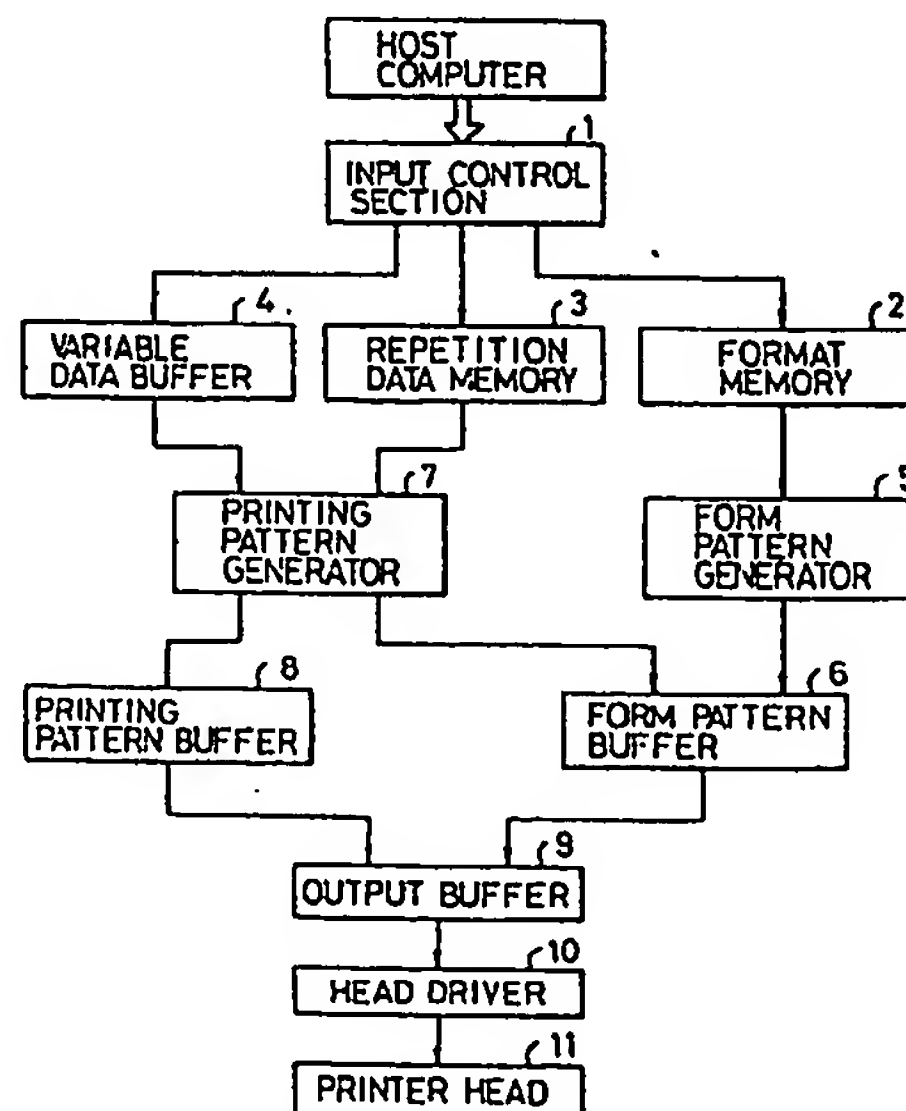 HOST
COMPUTER
1
INPUT CONTROL
SECTION
4
3
2
VARIABLE
DATA BUFFER
REPETITION
DATA MEMORY
FORMAT
MEMORY
7
5
PRINTING
PATTERN
GENERATOR
FORM
PATTERN
GENERATOR
8
6
PRINTING
PATTERN BUFFER
FORM PATTERN
BUFFER
9
OUTPUT BUFFER
10
HEAD DRIVER
11
PRINTER HEAD